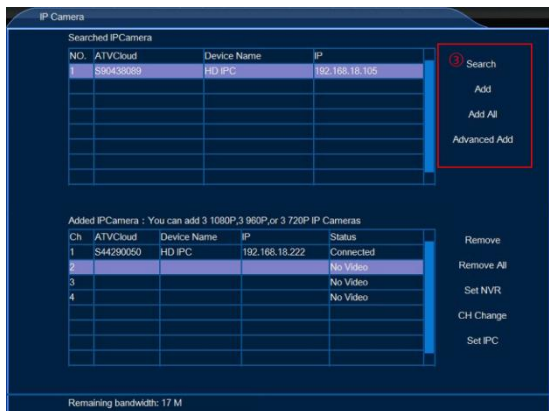 IP Camera
Searched IPCamera
NO. ATVCloud Device Name IP
1 S90438089 HD IPC 192.168.18.105
③ Search
Add
Add All
Advanced Add
Added IPCamera : You can add 3 1080P,3 960P,or 3 720P IP Cameras
Ch ATVCloud Device Name IP Status
1 S44290050 HD IPC 192.168.18.222 Connected
2 No Video
3 No Video
4 No Video
Remove
Remove All
Set NVR
CH Change
Set IPC
Remaining bandwidth: 17 M